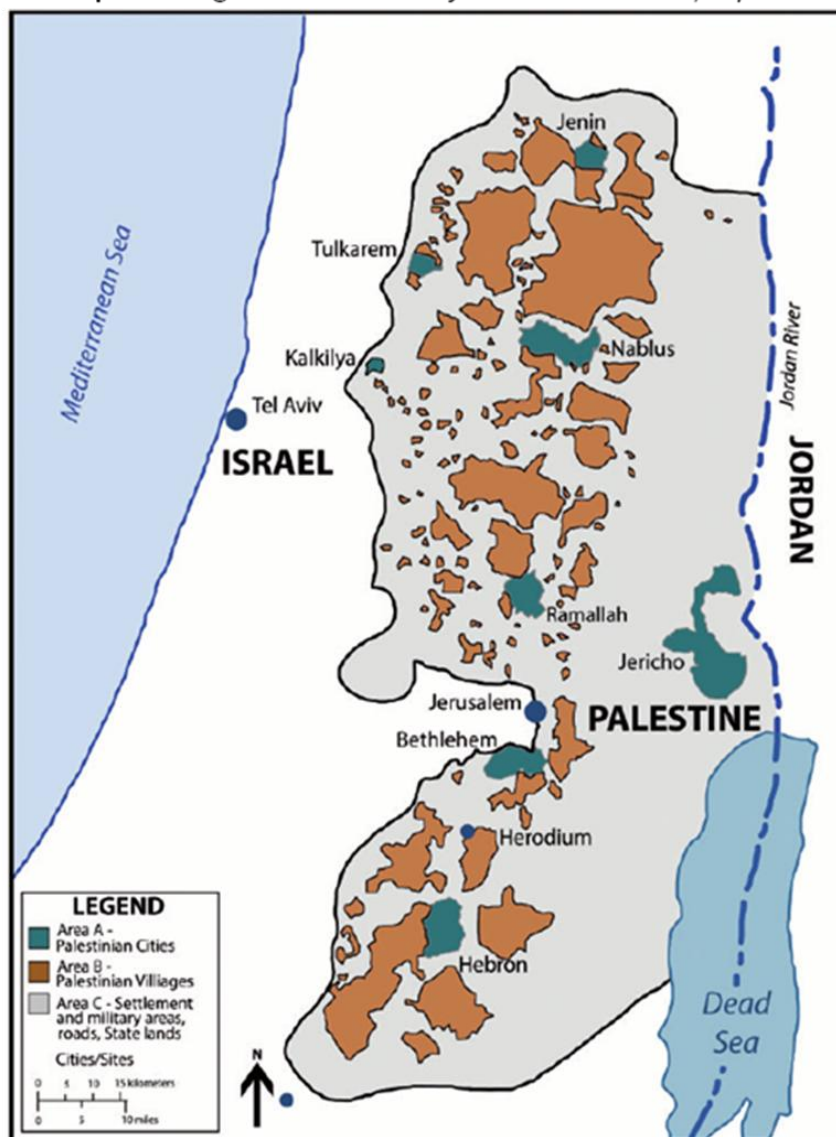 Jenin
Tulkarem
Mediterranean Sea
Nablus
Kalkilya
Jordan River
Tel Aviv
ISRAEL
JORDAN
Ramallah
Jericho
Jerusalem
PALESTINE
Bethlehem
Herodium
Hebron
LEGEND
Area A -
Palestinian Cities
Area B -
Palestinian Villiages
Area C - Settlement
and military areas,
roads, State lands
Cities/Sites
0 5 10 15 kilometers
0 5 10 miles
N
Dead
Sea